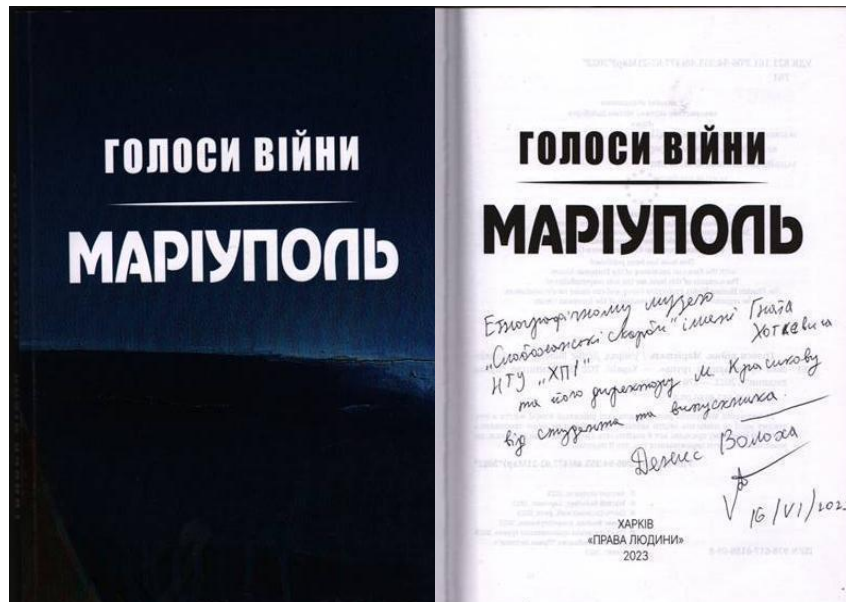 ГОЛОСИ ВІЙНИ
МАРІУПОЛЬ
ГОЛОСИ ВІЙНИ
МАРІУПОЛЬ
Етнографічному музею
„Слобожанські скарби" імені Гната
Хоткевича
НТУ „ХПІ"
та його директору М. Красикову
від студента та випускника.
Денис Волоха
16/VI/202
ХАРКІВ
«ПРАВА ЛЮДИНИ»
2023